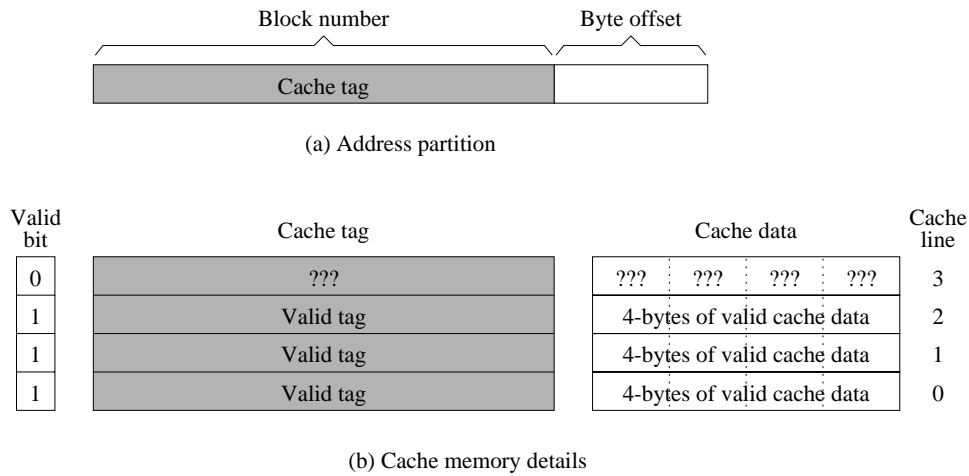 Block number Byte offset
Cache tag
(a) Address partition
Valid bit Cache tag Cache data Cache line
0 ??? ??? ??? ??? ??? 3
1 Valid tag 4-bytes of valid cache data 2
1 Valid tag 4-bytes of valid cache data 1
1 Valid tag 4-bytes of valid cache data 0
(b) Cache memory details